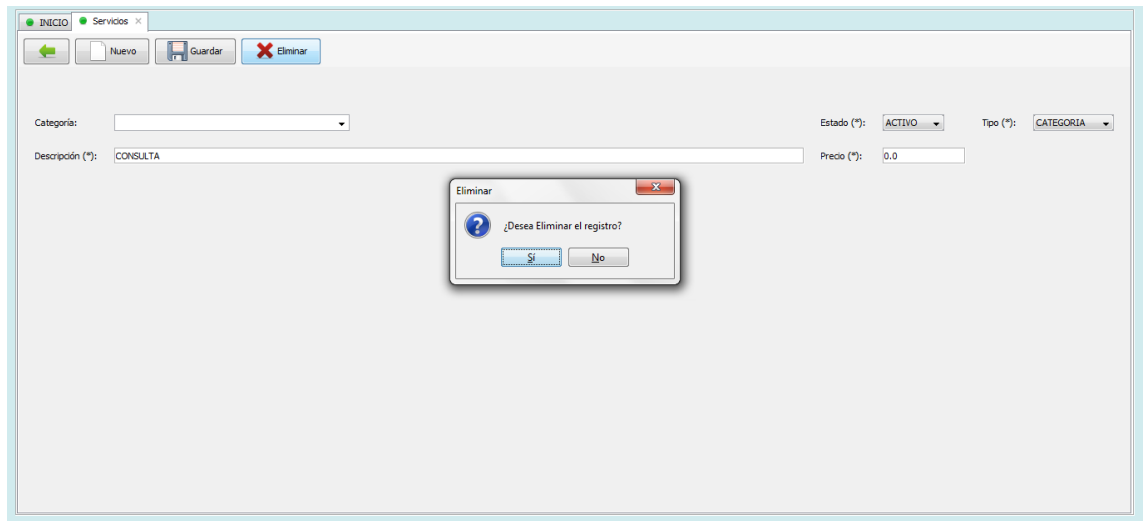 INICIO Servicios
Nuevo Guardar Eliminar
Categoría: Estado (*): ACTIVO Tipo (*): CATEGORIA
Descripción (*): CONSULTA Precio (*): 0.0
Eliminar
¿Desea Eliminar el registro?
Sí No